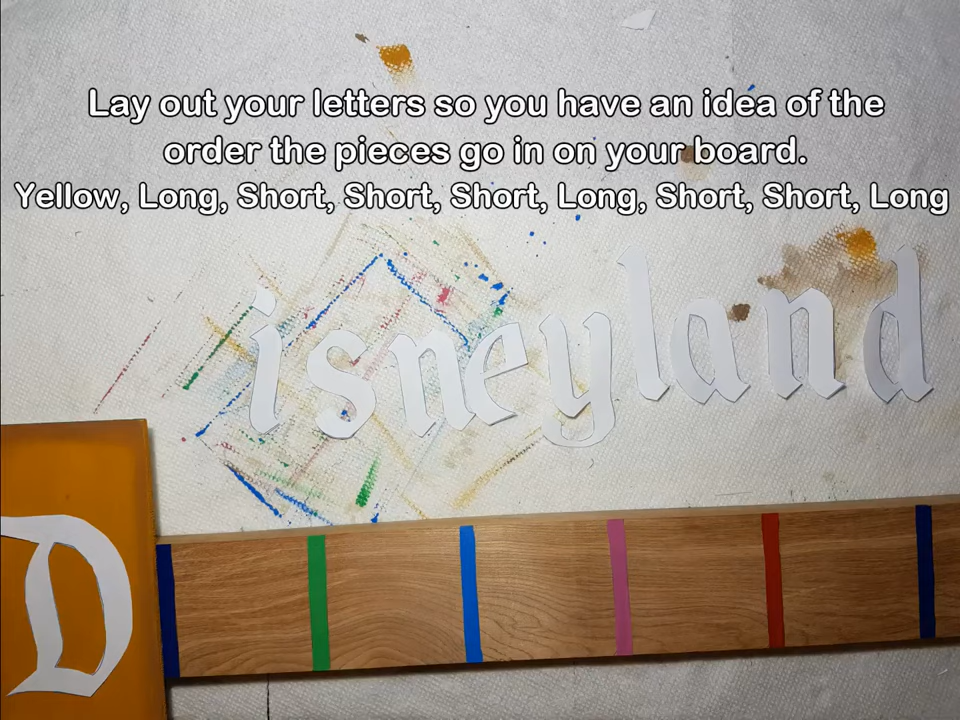 Lay out your letters so you have an idea of the
order the pieces go in on your board.
Yellow, Long, Short, Short, Short, Long, Short, Short, Long
isneyland
D